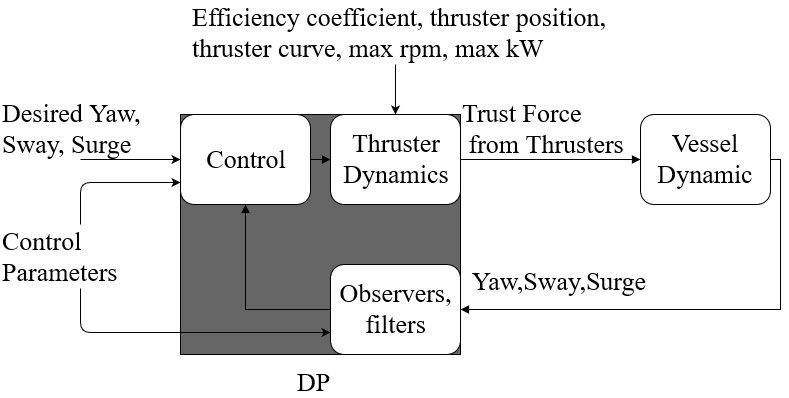 Efficiency coefficient, thruster position,
thruster curve, max rpm, max kW
Desired Yaw,
Sway, Surge
Control
Thruster
Dynamics
Trust Force
from Thrusters
Vessel
Dynamic
Control
Parameters
Observers,
filters
Yaw,Sway,Surge
DP